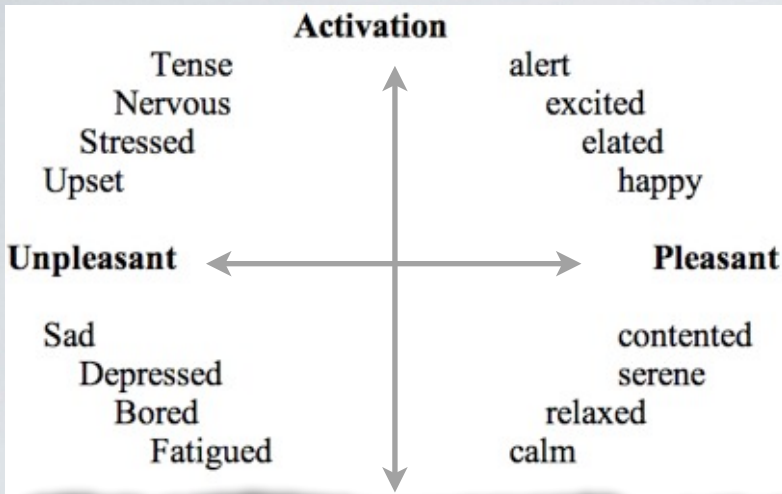 Activation
Tense alert
Nervous excited
Stressed elated
Upset happy
Unpleasant Pleasant
Sad contented
Depressed serene
Bored relaxed
Fatigued calm